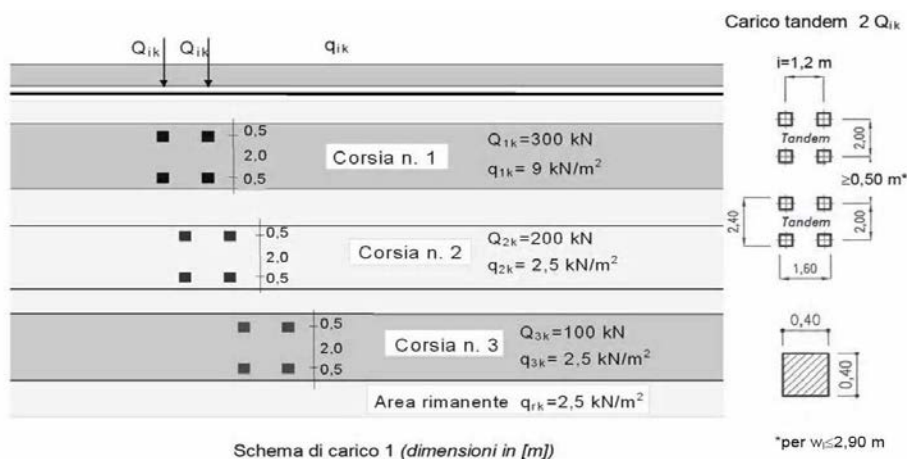 Carico tandem 2 Qik
Qik Qik qik
i=1,2 m
0,5
2,0
0,5
Corsia n. 1
Q1k=300 kN
q1k= 9 kN/m²
Tandem
2,00
≥0,50 m*
0,5
2,0
0,5
Corsia n. 2
Q2k=200 kN
q2k= 2,5 kN/m²
2,40
Tandem
2,00
1,60
0,5
2,0
0,5
Corsia n. 3
Q3k=100 kN
q3k= 2,5 kN/m²
0,40
0,40
Area rimanente qrk=2,5 kN/m²
Schema di carico 1 (dimensioni in [m])
*per wl≤2,90 m